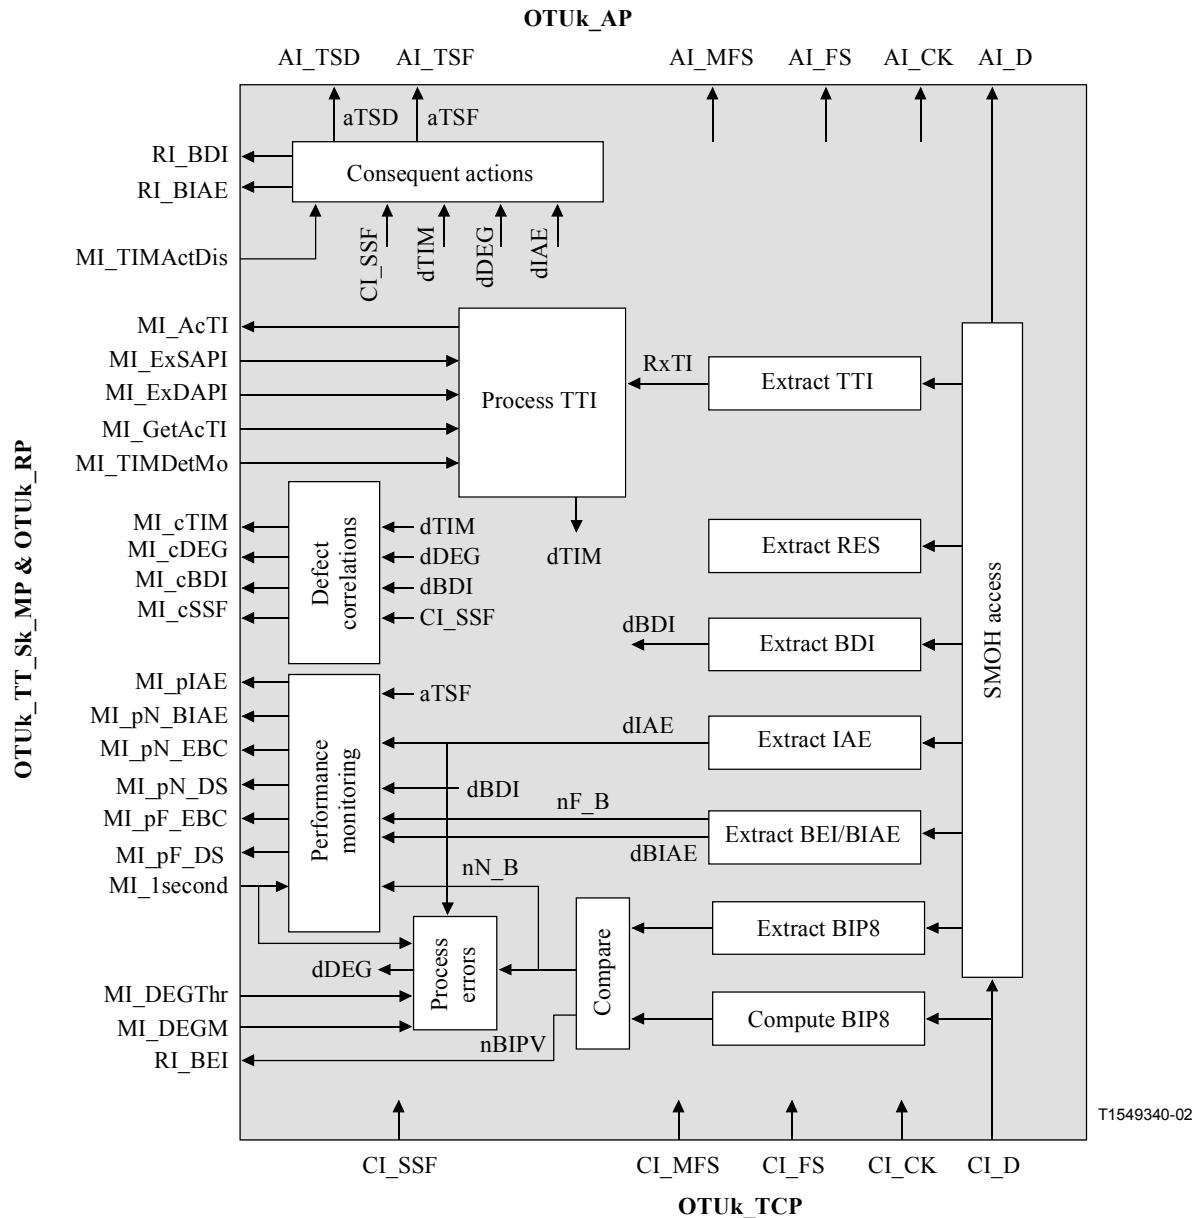 OTUk_AP
AI_TSD
AI_TSF
AI_MFS
AI_FS
AI_CK
AI_D
aTSD
aTSF
RI_BDI
RI_BIAE
Consequent actions
MI_TIMActDis
CI_SSF
dTIM
dDEG
dIAE
MI_AcTI
MI_ExSAPI
MI_ExDAPI
MI_GetAcTI
MI_TIMDetMo
Process TTI
RxTI
Extract TTI
dTIM
OTUk_TT_Sk_MP & OTUk_RP
MI_cTIM
MI_cDEG
MI_cBDI
MI_cSSF
Defect
correlations
dTIM
dDEG
dBDI
CI_SSF
Extract RES
dBDI
Extract BDI
SMOH access
MI_pIAE
MI_pN_BIAE
MI_pN_EBC
MI_pN_DS
MI_pF_EBC
MI_pF_DS
MI_1second
Performance
monitoring
aTSF
dIAE
Extract IAE
dBDI
nF_B
Extract BEI/BIAE
dBIAE
nN_B
Extract BIP8
Compare
Process
errors
dDEG
MI_DEGThr
MI_DEGM
RI_BEI
nBIPV
Compute BIP8
T1549340-02
CI_SSF
CI_MFS
CI_FS
CI_CK
CI_D
OTUk_TCP